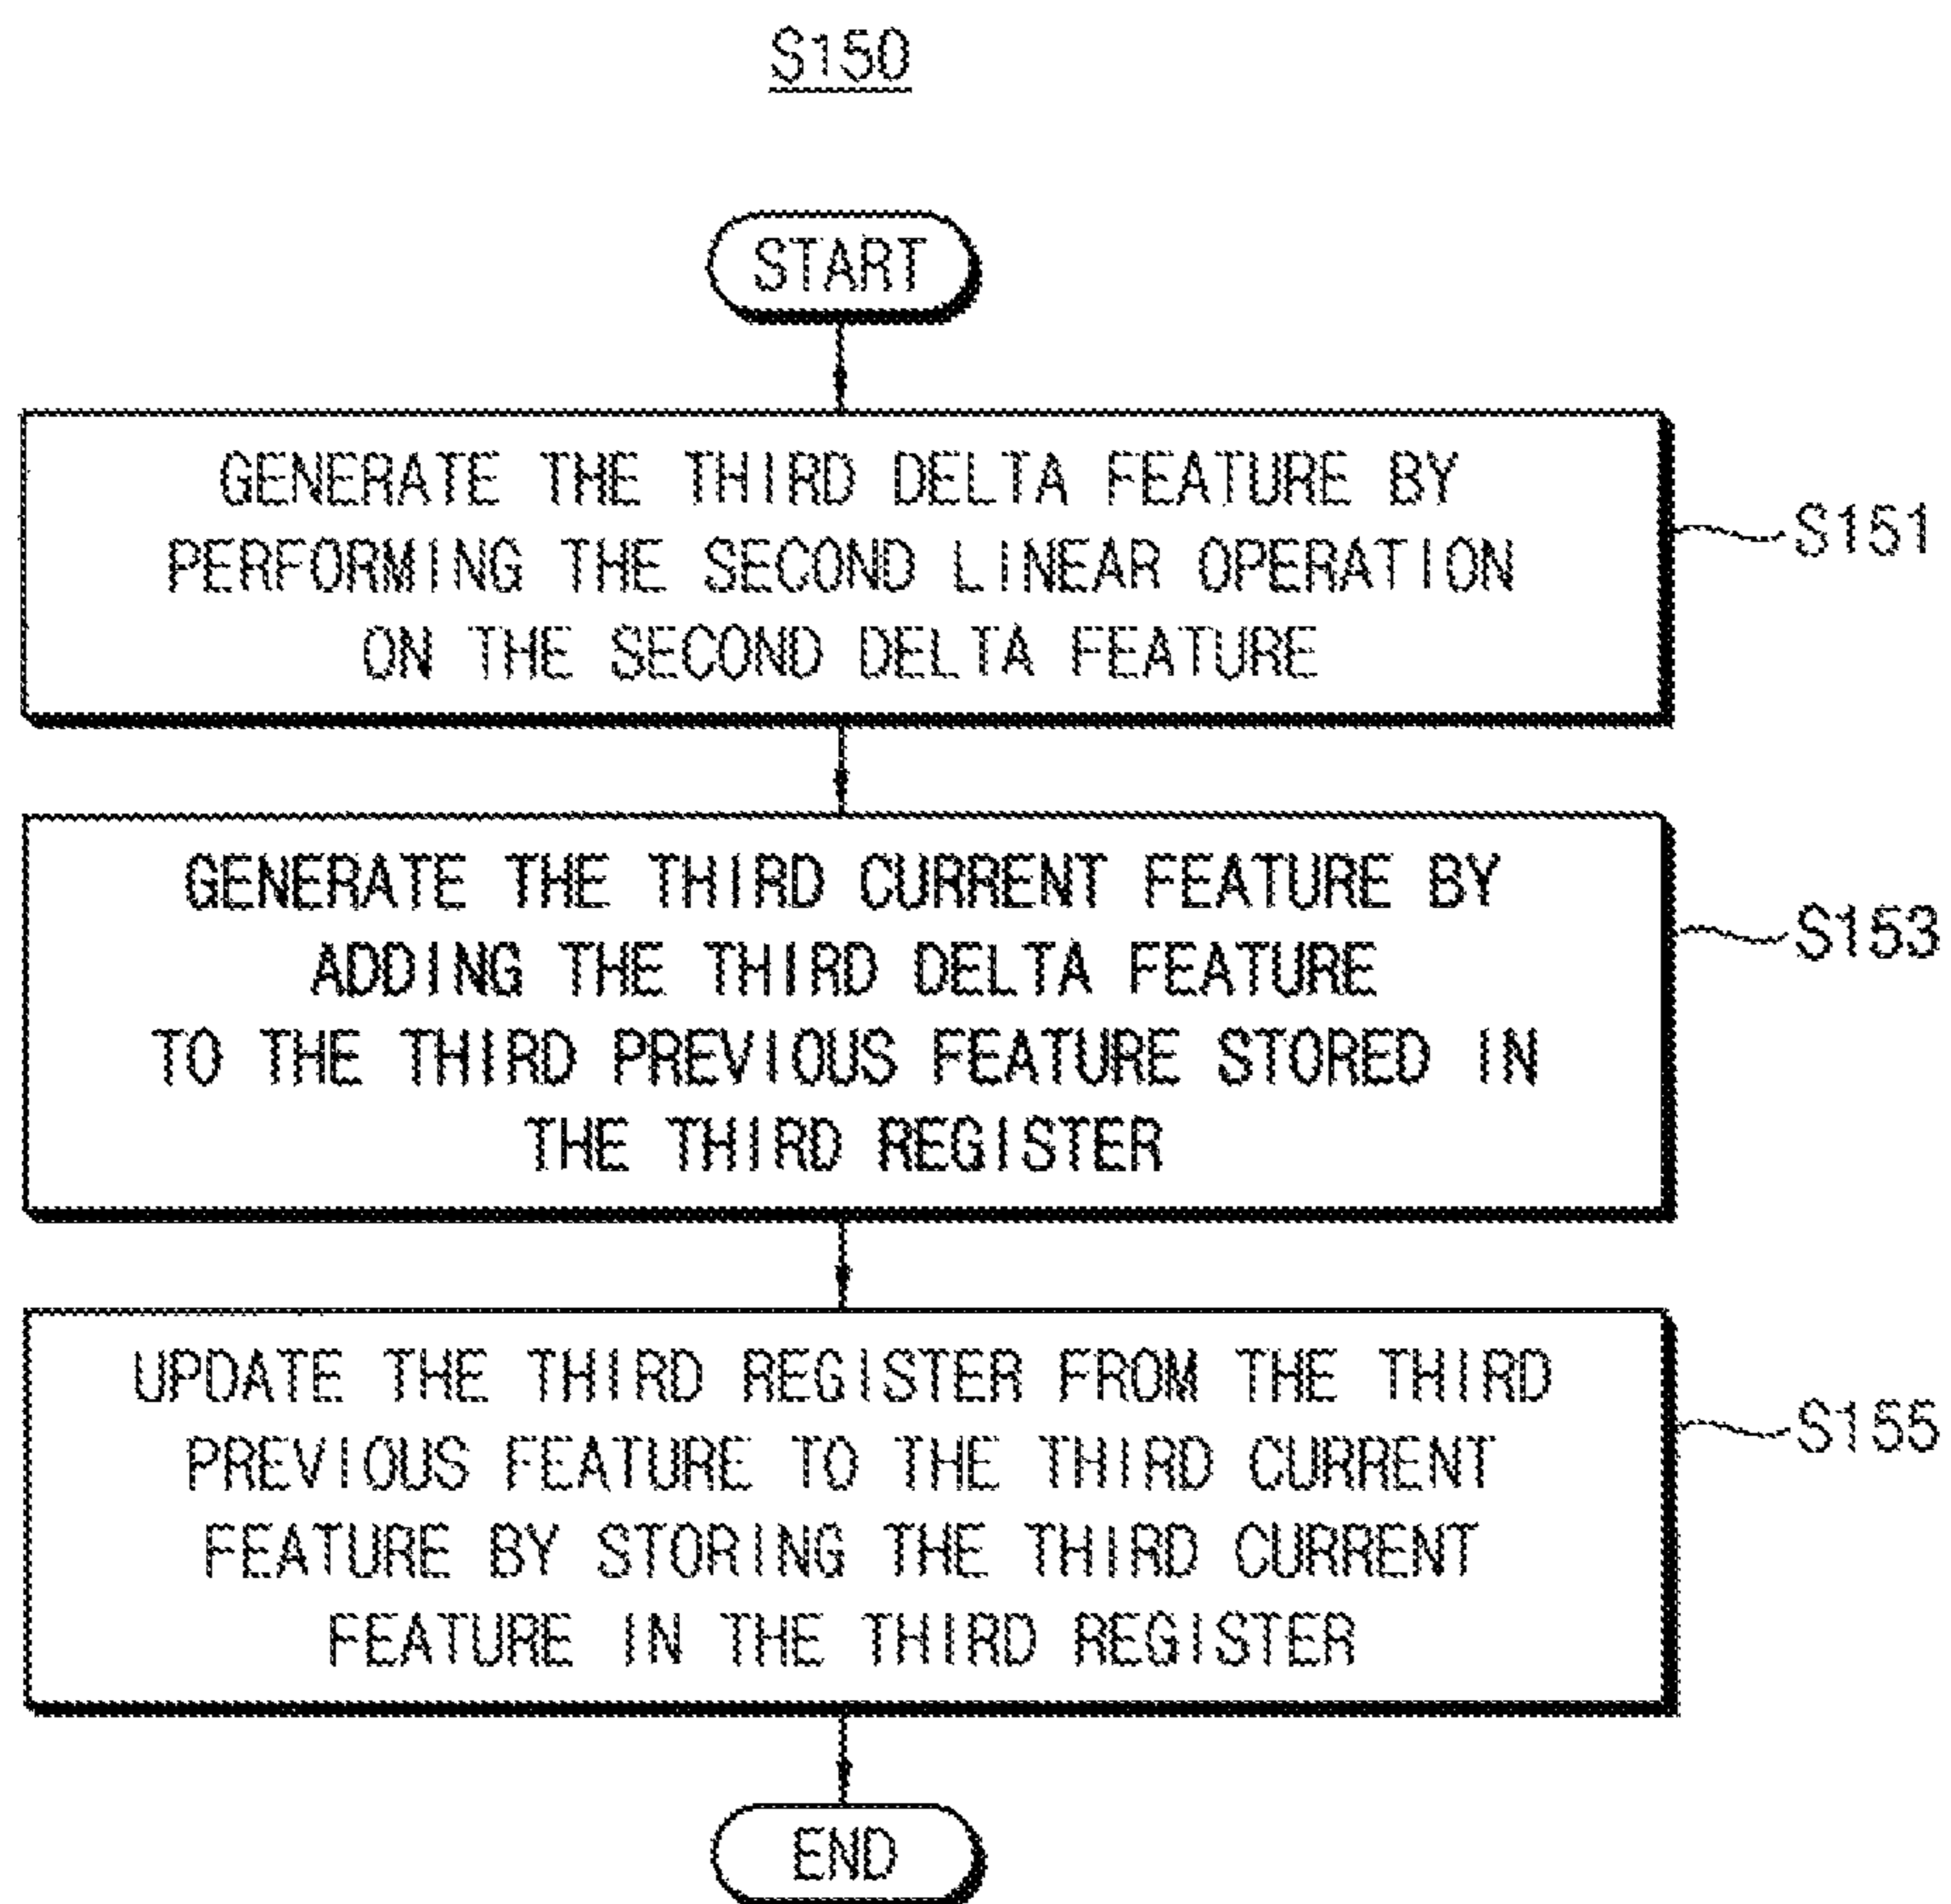 S150
START
GENERATE THE THIRD DELTA FEATURE BY
PERFORMING THE SECOND LINEAR OPERATION
ON THE SECOND DELTA FEATURE
S151
GENERATE THE THIRD CURRENT FEATURE BY
ADDING THE THIRD DELTA FEATURE
TO THE THIRD PREVIOUS FEATURE STORED IN
THE THIRD REGISTER
S153
UPDATE THE THIRD REGISTER FROM THE THIRD
PREVIOUS FEATURE TO THE THIRD CURRENT
FEATURE BY STORING THE THIRD CURRENT
FEATURE IN THE THIRD REGISTER
S155
END